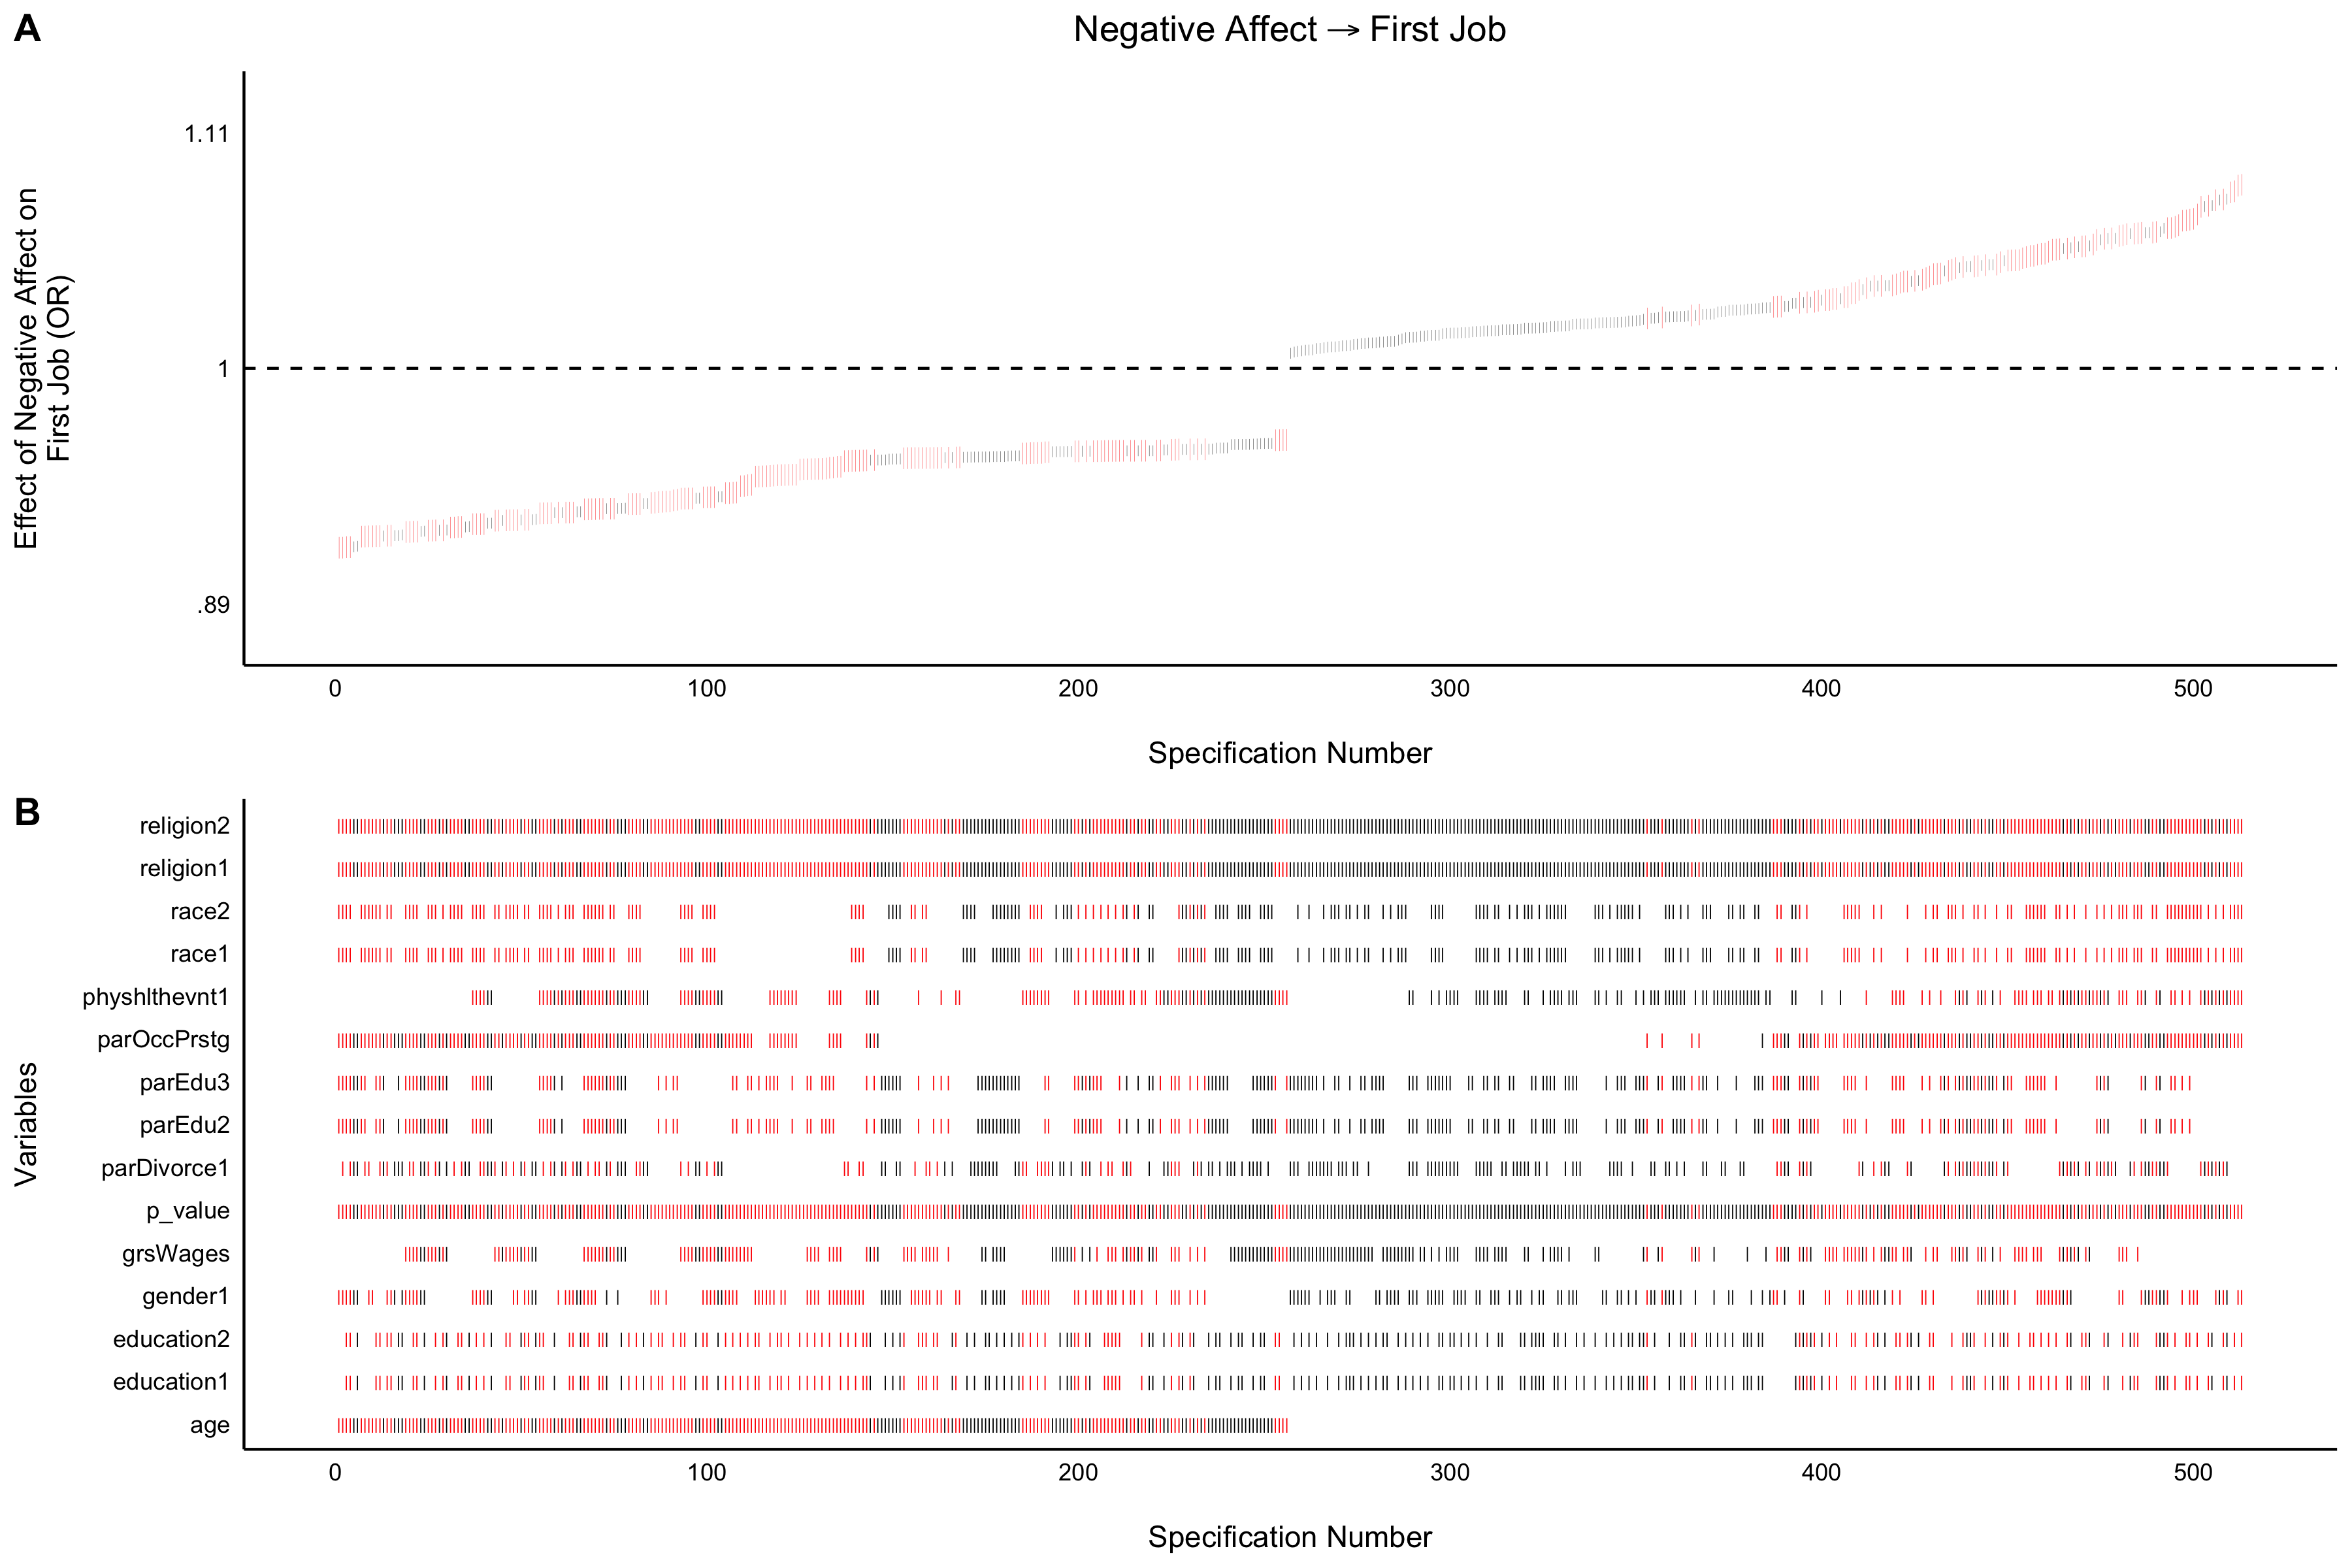 A
Negative Affect → First Job
Effect of Negative Affect on
First Job (OR)
1.11
1
.89
0 100 200 300 400 500
Specification Number
B
Variables
religion2
religion1
race2
race1
physhlthevnt1
parOccPrstg
parEdu3
parEdu2
parDivorce1
p_value
grsWages
gender1
education2
education1
age
0 100 200 300 400 500
Specification Number